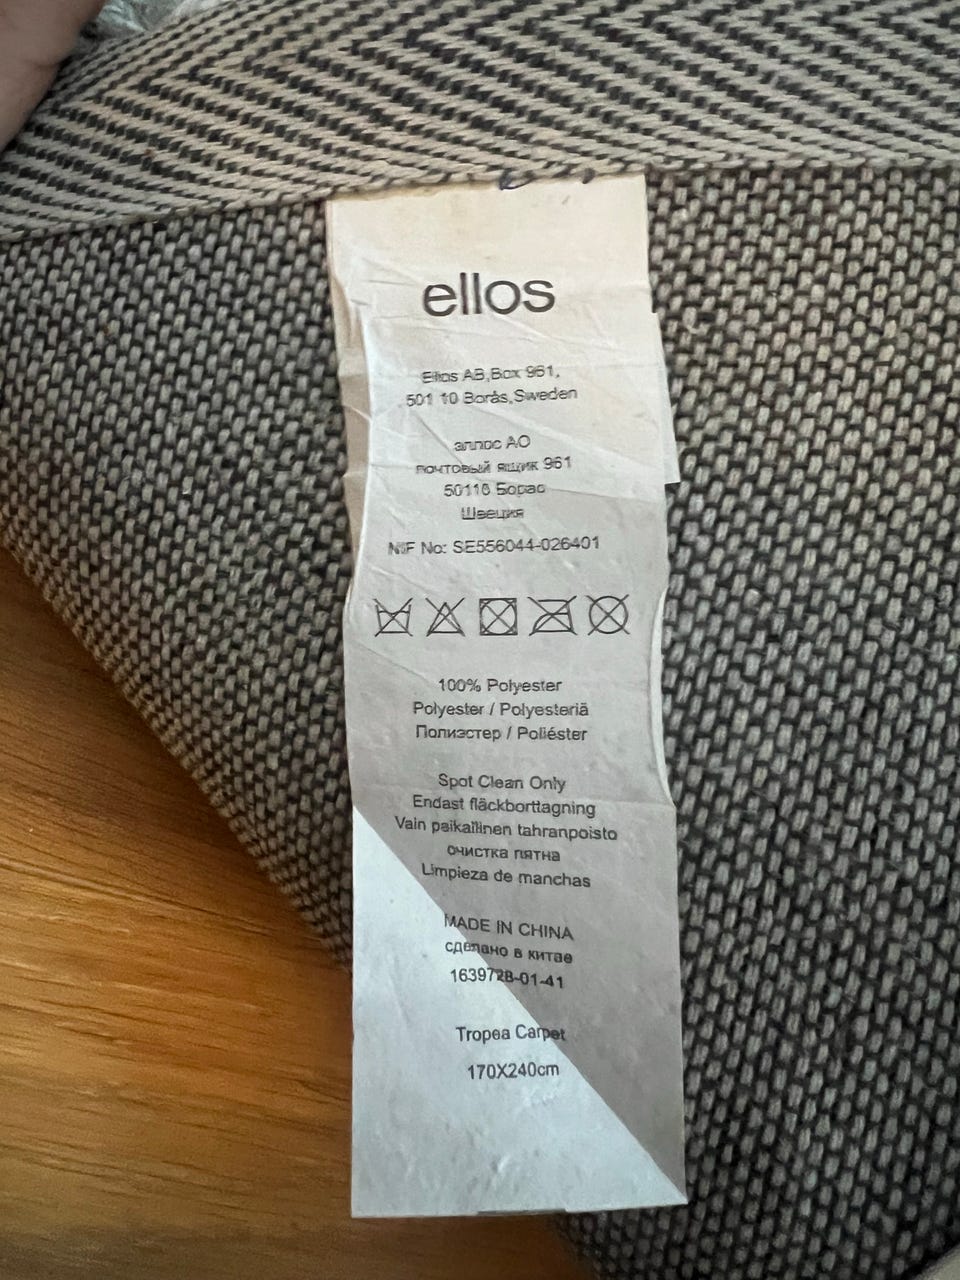 ellos
Ellos AB,Box 961,
501 10 Borås,Sweden
эллос АО
почтовый ящик 961
50110 Борас
Швеция
NIF No: SE556044-026401
100% Polyester
Polyester / Polyesteriä
Полиэстер / Poliéster
Spot Clean Only
Endast fläckborttagning
Vain paikallinen tahranpoisto
очистка пятна
Limpieza de manchas
MADE IN CHINA
сделано в китае
1639728-01-41
Tropea Carpet
170X240cm